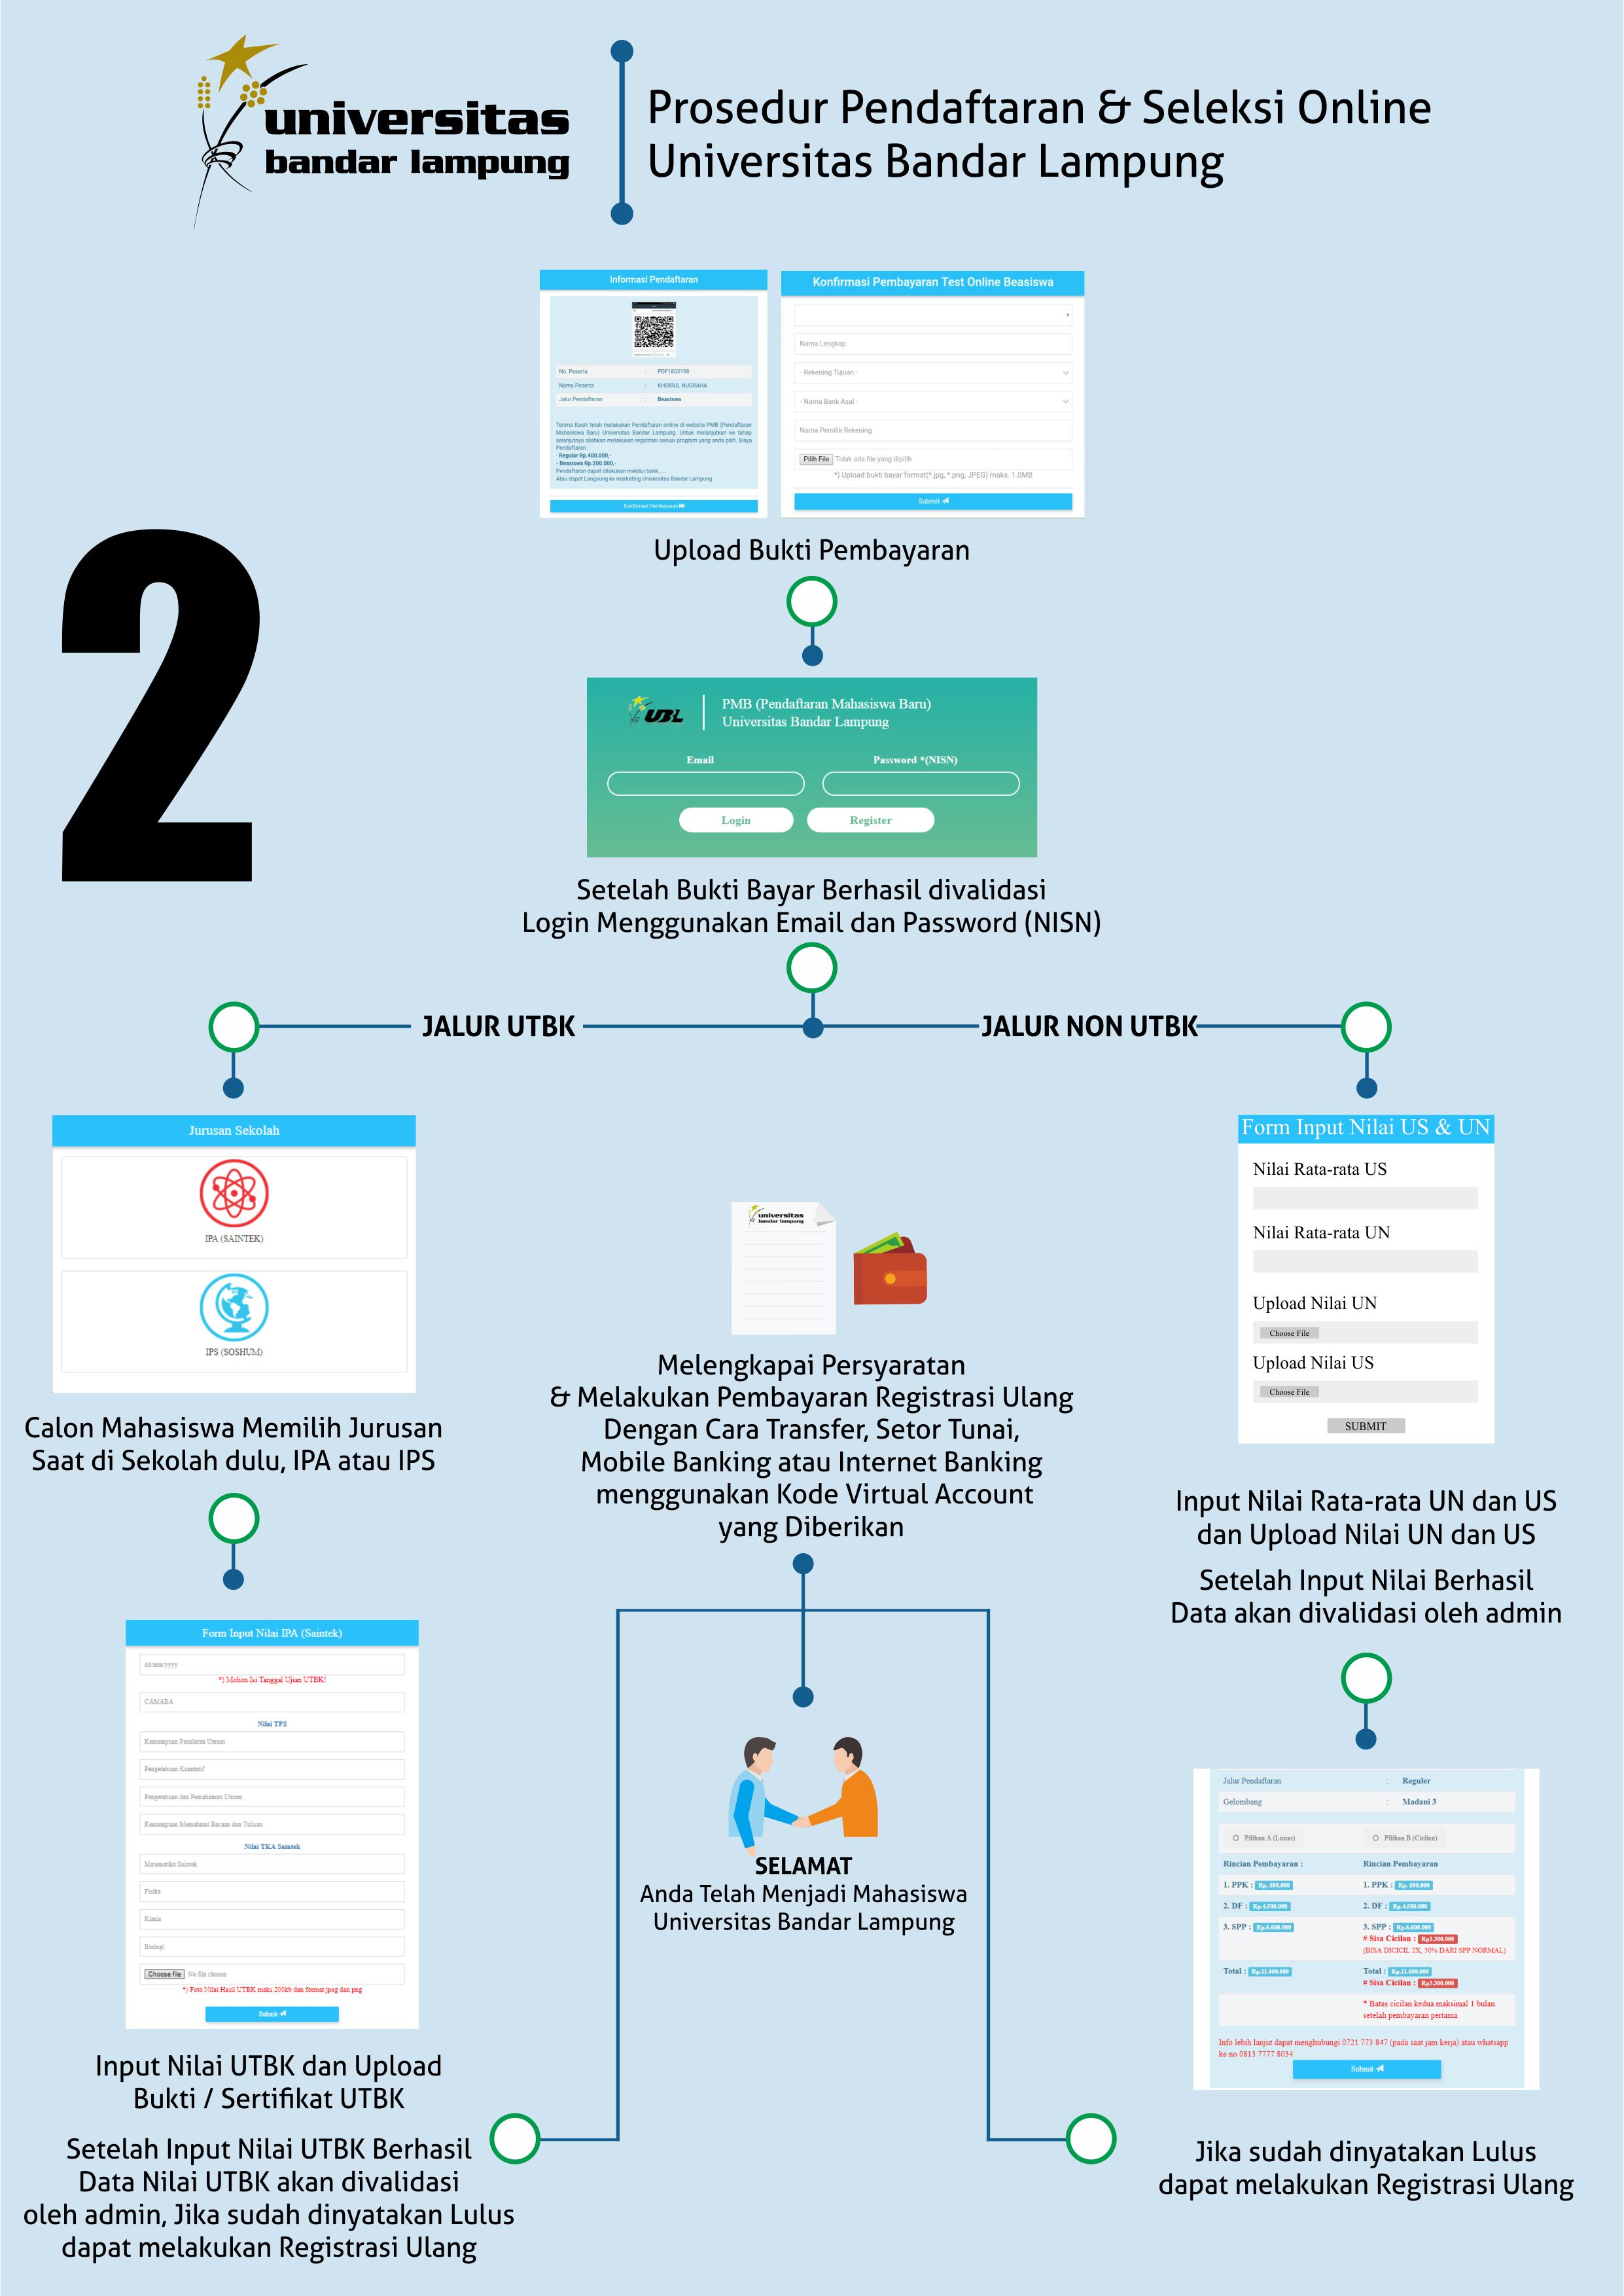 universitas
bandar lampung
Prosedur Pendaftaran & Seleksi Online
Universitas Bandar Lampung
Informasi Pendaftaran
No. Peserta : PDF1803198
Nama Peserta : KHOIRUL NUGRAHA
Jalur Pendaftaran : Beasiswa
Terima Kasih telah melakukan Pendaftaran online di website PMB (Pendaftaran
Mahasiswa Baru) Universitas Bandar Lampung. Untuk melanjutkan ke tahap
selanjutnya silahkan melakukan registrasi sesuai program yang anda pilih. Biaya
Pendaftaran :
- Regular Rp.400.000,-
- Beasiswa Rp.200.000,-
Pendaftaran dapat dilakukan melalui bank....
Atau dapat Langsung ke marketing Universitas Bandar Lampung
Konfirmasi Pembayaran
Konfirmasi Pembayaran Test Online Beasiswa
Nama Lengkap
- Rekening Tujuan -
- Nama Bank Asal -
Nama Pemilik Rekening
Pilih File Tidak ada file yang dipilih
*) Upload bukti bayar format(*.jpg, *.png, JPEG) maks. 1.0MB
Submit
Upload Bukti Pembayaran
2
UBL
PMB (Pendaftaran Mahasiswa Baru)
Universitas Bandar Lampung
Email
Password *(NISN)
Login
Register
Setelah Bukti Bayar Berhasil divalidasi
Login Menggunakan Email dan Password (NISN)
JALUR UTBK
JALUR NON UTBK
Jurusan Sekolah
IPA (SAINTEK)
IPS (SOSHUM)
Calon Mahasiswa Memilih Jurusan
Saat di Sekolah dulu, IPA atau IPS
Form Input Nilai IPA (Saintek)
dd/mm/yyyy
*) Mohon Isi Tanggal Ujian UTBK!
CAMABA
Nilai TPS
Kemampuan Penalaran Umum
Pengetahuan Kuantatif
Pengetahuan dan Pemahaman Umum
Kemampuan Memahami Bacaan dan Tulisan
Nilai TKA Saintek
Matematika Saintek
Fisika
Kimia
Biologi
Choose file No file chosen
*) Foto Nilai Hasil UTBK maks.200kb dan format jpeg dan png
Submit
Input Nilai UTBK dan Upload
Bukti / Sertifikat UTBK
Setelah Input Nilai UTBK Berhasil
Data Nilai UTBK akan divalidasi
oleh admin, Jika sudah dinyatakan Lulus
dapat melakukan Registrasi Ulang
Form Input Nilai US & UN
Nilai Rata-rata US
Nilai Rata-rata UN
Upload Nilai UN
Choose File
Upload Nilai US
Choose File
SUBMIT
Input Nilai Rata-rata UN dan US
dan Upload Nilai UN dan US
Setelah Input Nilai Berhasil
Data akan divalidasi oleh admin
Jalur Pendaftaran : Reguler
Gelombang : Madani 3
Pilihan A (Lunas)
Pilihan B (Cicilan)
Rincian Pembayaran :
Rincian Pembayaran
1. PPK : Rp. 500.000
1. PPK : Rp. 500.000
2. DF : Rp.4.500.000
2. DF : Rp.4.500.000
3. SPP : Rp.6.600.000
3. SPP : Rp.6.600.000
# Sisa Cicilan : Rp3.300.000
(BISA DICICIL 2X, 50% DARI SPP NORMAL)
Total : Rp.11.600.000
Total : Rp.11.600.000
# Sisa Cicilan : Rp3.300.000
* Batas cicilan kedua maksimal 1 bulan
setelah pembayaran pertama
Info lebih lanjut dapat menghubungi 0721 773 847 (pada saat jam kerja) atau whatsapp
ke no 0813 7777 8034
Submit
Jika sudah dinyatakan Lulus
dapat melakukan Registrasi Ulang
universitas
bandar lampung
Melengkapai Persyaratan
& Melakukan Pembayaran Registrasi Ulang
Dengan Cara Transfer, Setor Tunai,
Mobile Banking atau Internet Banking
menggunakan Kode Virtual Account
yang Diberikan
SELAMAT
Anda Telah Menjadi Mahasiswa
Universitas Bandar Lampung